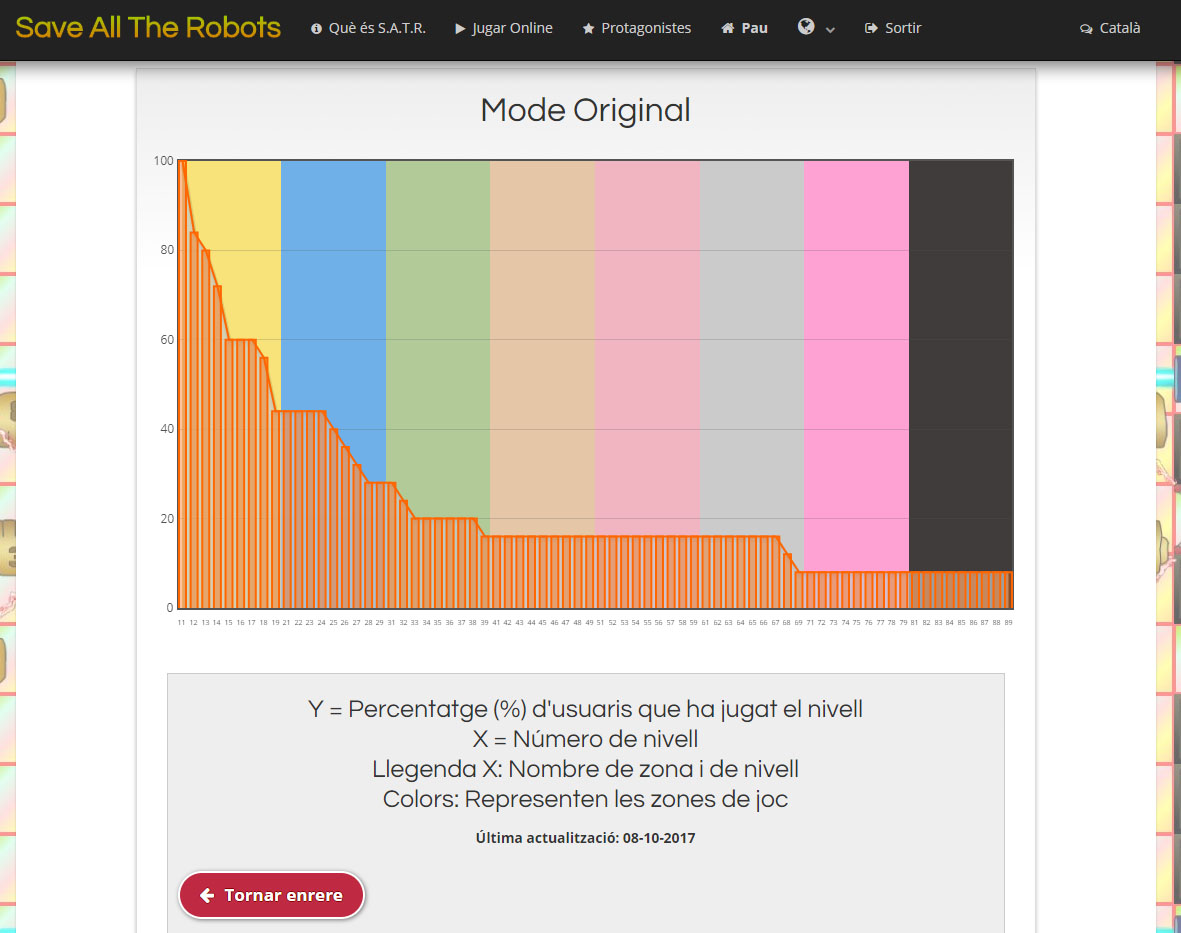 Save All The Robots Què és S.A.T.R. Jugar Online Protagonistes Pau Sortir Català
Mode Original
100
80
60
40
20
0
11 12 13 14 15 16 17 18 19 21 22 23 24 25 26 27 28 29 31 32 33 34 35 36 37 38 39 41 42 43 44 45 46 47 48 49 51 52 53 54 55 56 57 58 59 61 62 63 64 65 66 67 68 69 71 72 73 74 75 76 77 78 79 81 82 83 84 85 86 87 88 89
Y = Percentatge (%) d'usuaris que ha jugat el nivell
X = Número de nivell
Llegenda X: Nombre de zona i de nivell
Colors: Representen les zones de joc
Última actualització: 08-10-2017
Tornar enrere